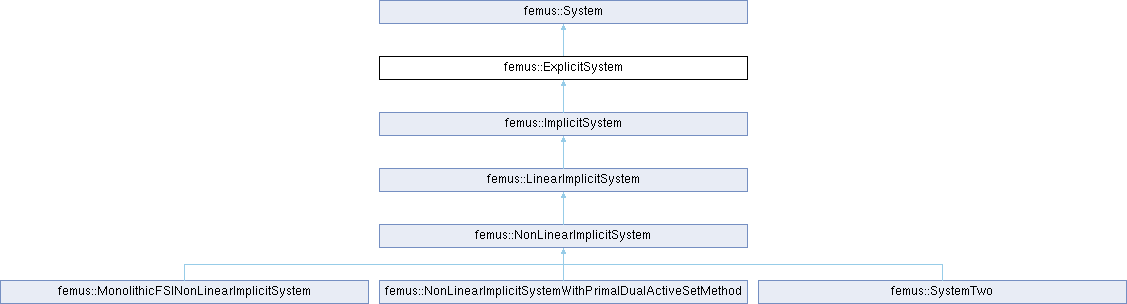 femus::System
femus::ExplicitSystem
femus::ImplicitSystem
femus::LinearImplicitSystem
femus::NonLinearImplicitSystem
femus::MonolithicFSINonLinearImplicitSystem
femus::NonLinearImplicitSystemWithPrimalDualActiveSetMethod
femus::SystemTwo